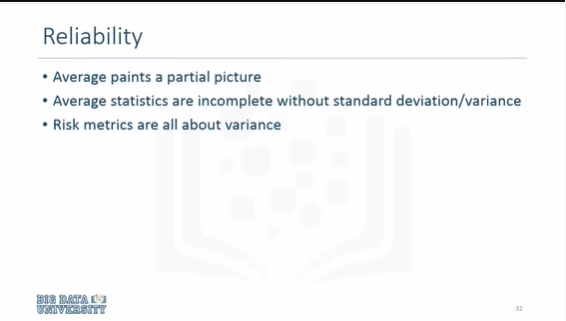 Reliability
• Average paints a partial picture
• Average statistics are incomplete without standard deviation/variance
• Risk metrics are all about variance
BIG DATA
UNIVERSITY
32